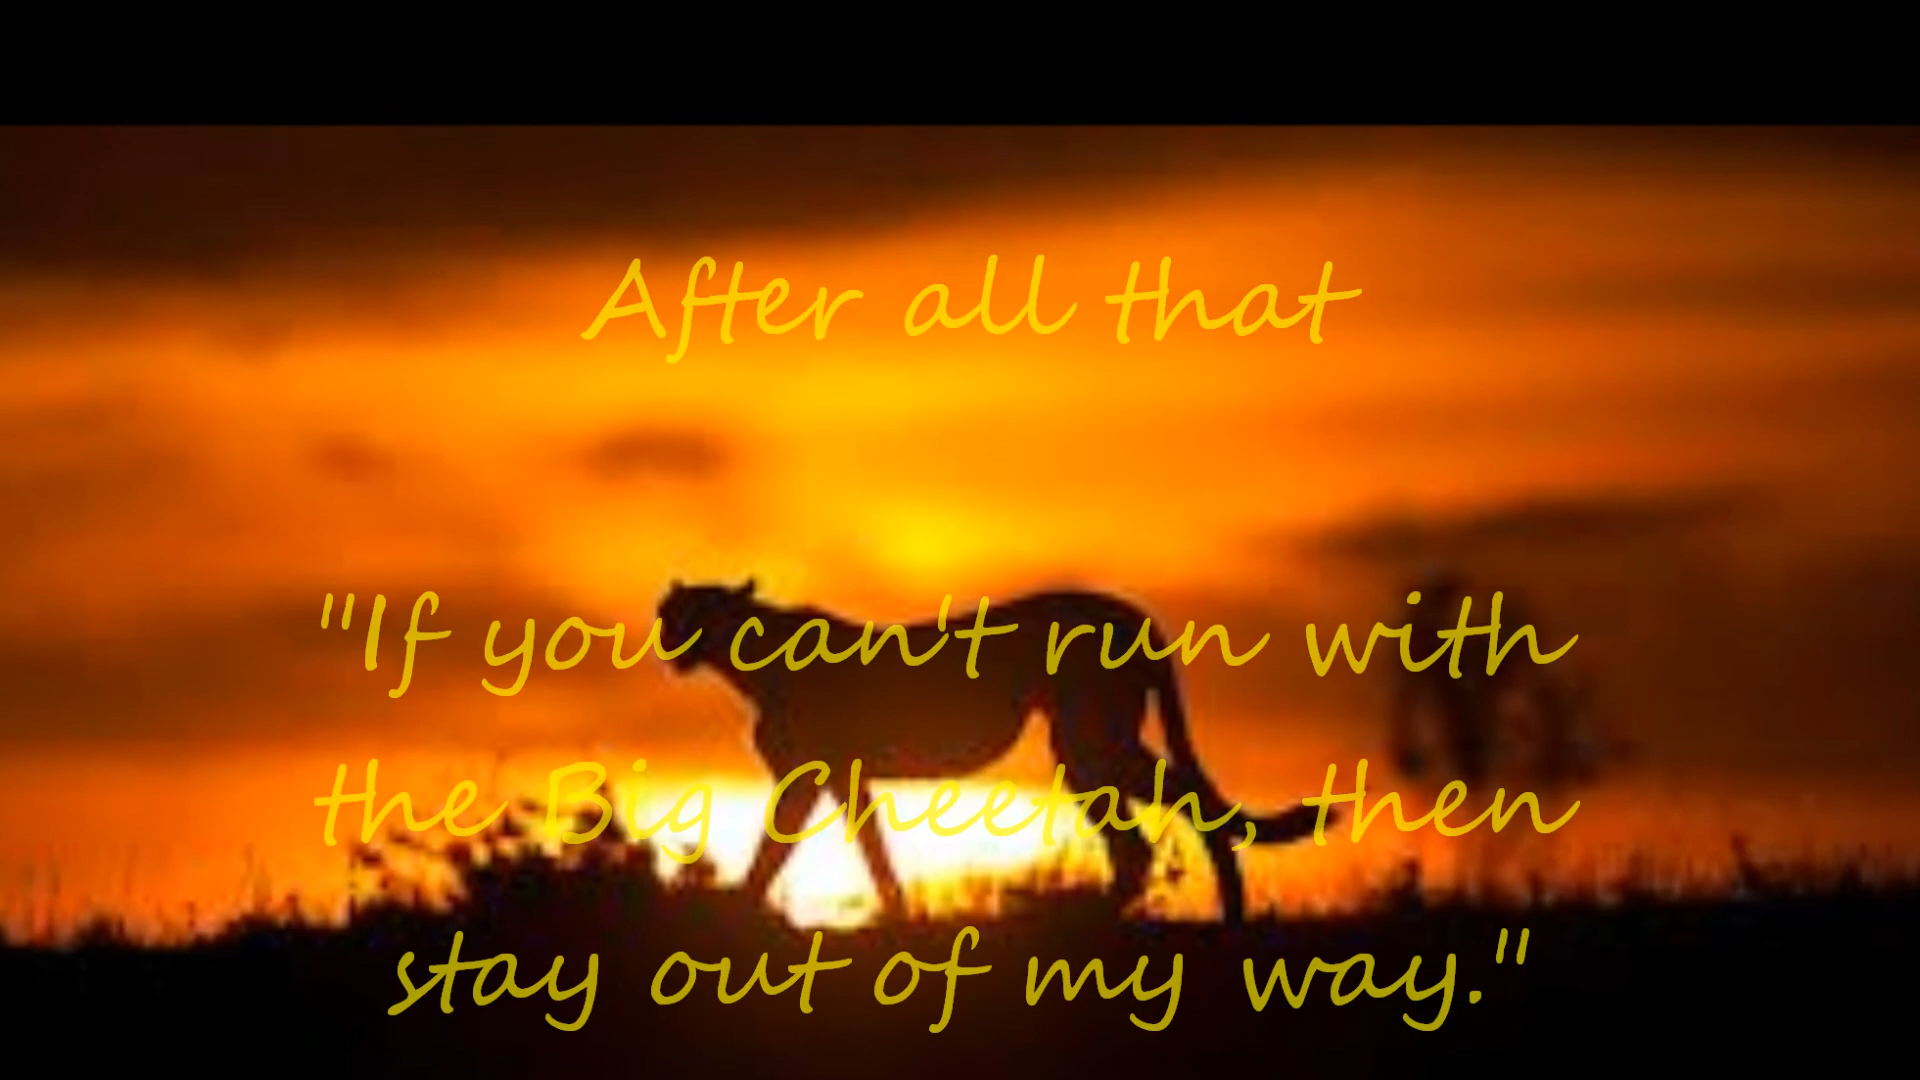 After all that
"If you can't run with
the Big Cheetah, then
stay out of my way."